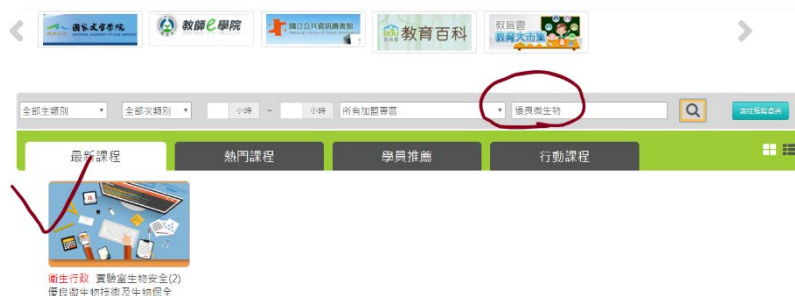 國家文官學院
教師e學院
國立公共資訊圖書館
教育百科
教育雲
教育大市集
全部主類別
全部次類別
小時 ~ 小時
所有加盟專區
優良微生物
最新課程
熱門課程
學員推薦
行動課程
衛生行政 實驗室生物安全(2)
優良微生物技術及生物保全